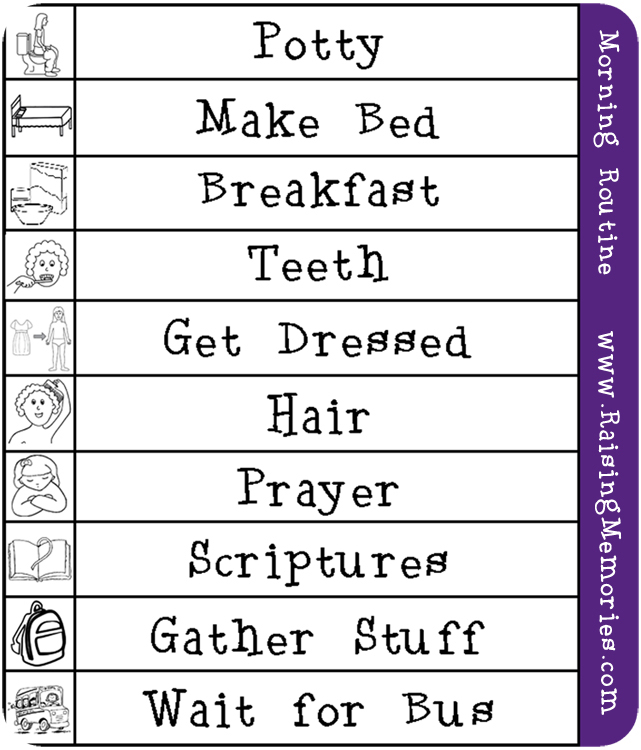 Potty
Make Bed
Breakfast
Teeth
Get Dressed
Hair
Prayer
Scriptures
Gather Stuff
Wait for Bus
Morning Routine www.RaisingMemories.com